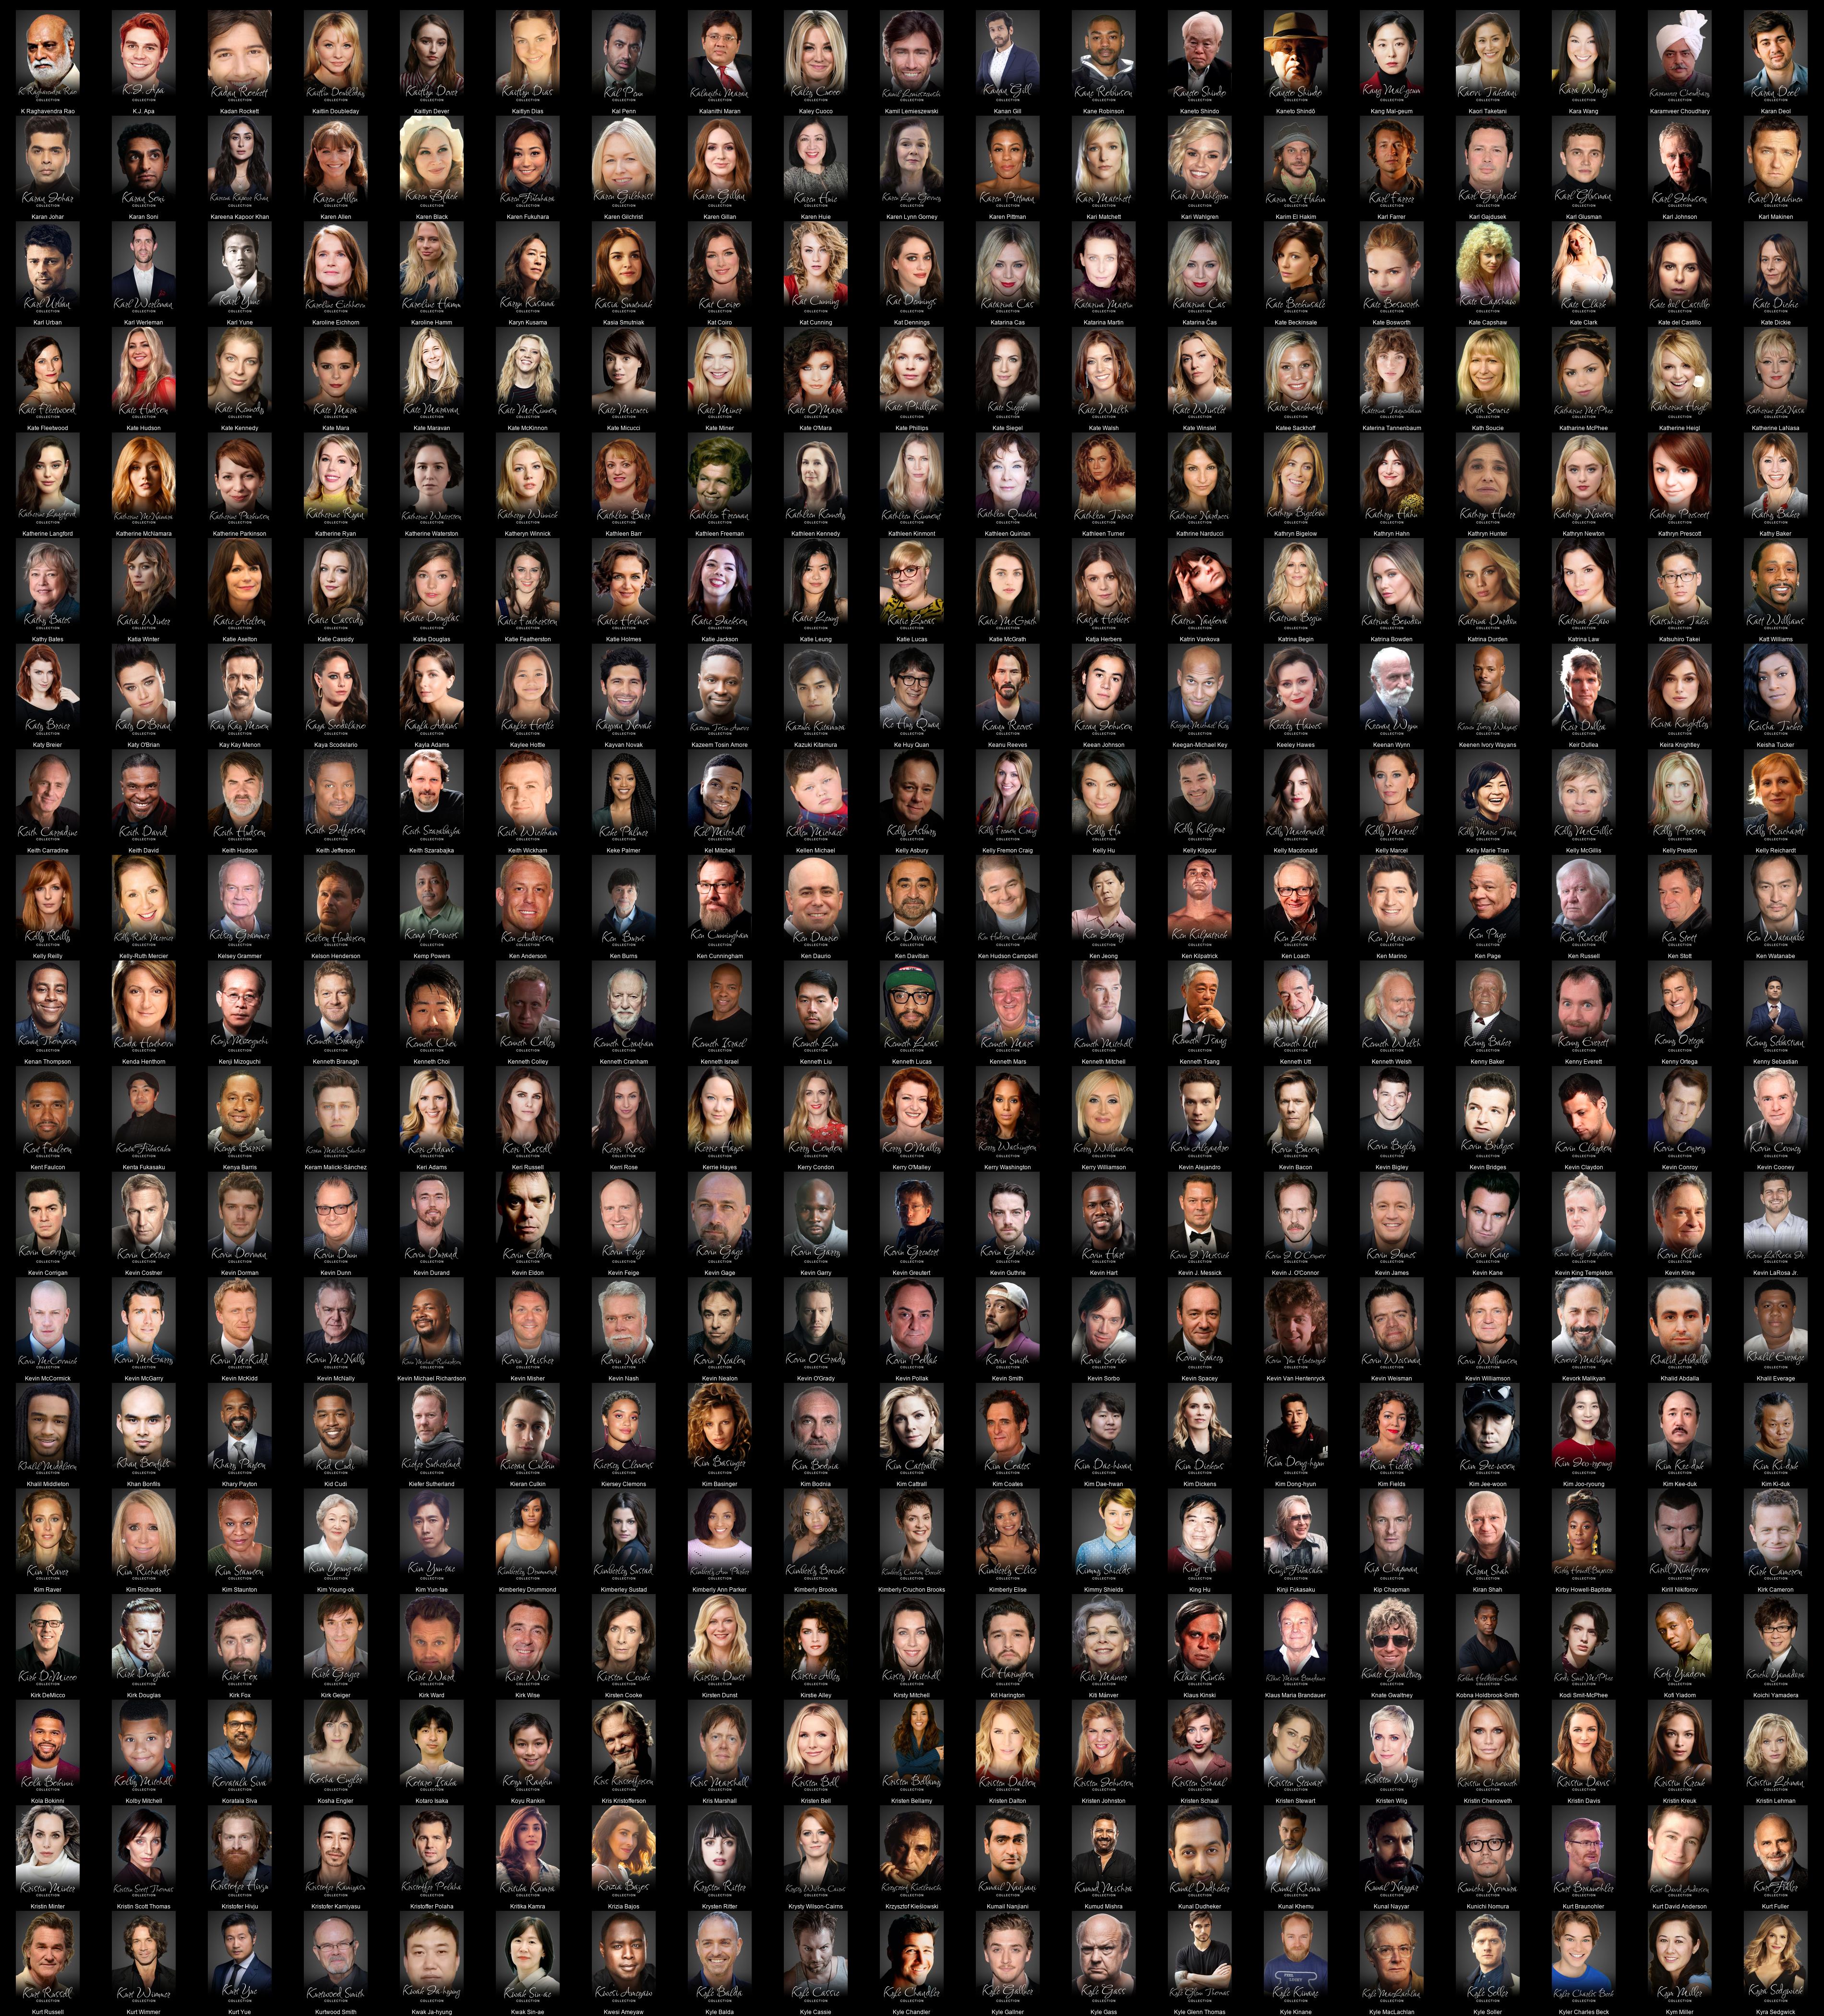 K Raghavendra Rao K.J. Apa Kadan Rockett Kaitlin Doubleday Kaitlyn Dever Kaitlyn Dias Kal Penn Kalanithi Maran Kaley Cuoco Kamil Lemieszewski Kanan Gill Kane Robinson Kaneto Shindo Kaneto Shindô Kang Mal-geum Kaori Taketani Kara Wang Karamveer Choudhary Karan Deol
Karan Johar Karan Soni Kareena Kapoor Khan Karen Allen Karen Black Karen Fukuhara Karen Gilchrist Karen Gillan Karen Huie Karen Lynn Gorney Karen Pittman Kari Matchett Kari Wahlgren Karim El Hakim Karl Farrer Karl Gajdusek Karl Glusman Karl Johnson Karl Makinen
Karl Urban Karl Werleman Karl Yune Karoline Eichhorn Karoline Hamm Karyn Kusama Kasia Smutniak Kat Coiro Kat Cunning Kat Dennings Katarina Cas Katarina Martin Katarina Čas Kate Beckinsale Kate Bosworth Kate Capshaw Kate Clark Kate del Castillo Kate Dickie
Kate Fleetwood Kate Hudson Kate Kennedy Kate Mara Kate Maravan Kate McKinnon Kate Micucci Kate Miner Kate O'Mara Kate Phillips Kate Siegel Kate Walsh Kate Winslet Katee Sackhoff Katerina Tannenbaum Kath Soucie Katharine McPhee Katherine Heigl Katherine LaNasa
Katherine Langford Katherine McNamara Katherine Parkinson Katherine Ryan Katherine Waterston Katheryn Winnick Kathleen Barr Kathleen Freeman Kathleen Kennedy Kathleen Kinmont Kathleen Quinlan Kathleen Turner Kathrine Narducci Kathryn Bigelow Kathryn Hahn Kathryn Hunter Kathryn Newton Kathryn Prescott Kathy Baker
Kathy Bates Katia Winter Katie Aselton Katie Cassidy Katie Douglas Katie Featherston Katie Holmes Katie Jackson Katie Leung Katie Lucas Katie McGrath Katja Herbers Katrin Vankova Katrina Begin Katrina Bowden Katrina Durden Katrina Law Katsuhiro Takei Katt Williams
Katy Breier Katy O'Brian Kay Kay Menon Kaya Scodelario Kayla Adams Kaylee Hottle Kayvan Novak Kazeem Tosin Amore Kazuki Kitamura Ke Huy Quan Keanu Reeves Keean Johnson Keegan-Michael Key Keeley Hawes Keenan Wynn Keenen Ivory Wayans Keir Dullea Keira Knightley Keisha Tucker
Keith Carradine Keith David Keith Hudson Keith Jefferson Keith Szarabajka Keith Wickham Keke Palmer Kel Mitchell Kellen Michael Kelly Asbury Kelly Fremon Craig Kelly Hu Kelly Kilgour Kelly Macdonald Kelly Marcel Kelly Marie Tran Kelly McGillis Kelly Preston Kelly Reichardt
Kelly Reilly Kelly-Ruth Mercier Kelsey Grammer Kelson Henderson Kemp Powers Ken Anderson Ken Burns Ken Cunningham Ken Daurio Ken Davitian Ken Hudson Campbell Ken Jeong Ken Kilpatrick Ken Loach Ken Marino Ken Page Ken Russell Ken Stott Ken Watanabe
Kenan Thompson Kenda Henthorn Kenji Mizoguchi Kenneth Branagh Kenneth Choi Kenneth Colley Kenneth Cranham Kenneth Israel Kenneth Liu Kenneth Lucas Kenneth Mars Kenneth Mitchell Kenneth Tsang Kenneth Utt Kenneth Welsh Kenny Baker Kenny Everett Kenny Ortega Kenny Sebastian
Kent Faulcon Kenta Fukasaku Kenya Barris Keram Malicki-Sánchez Keri Adams Keri Russell Kerri Rose Kerrie Hayes Kerry Condon Kerry O'Malley Kerry Washington Kerry Williamson Kevin Alejandro Kevin Bacon Kevin Bigley Kevin Bridges Kevin Claydon Kevin Conroy Kevin Cooney
Kevin Corrigan Kevin Costner Kevin Dorman Kevin Dunn Kevin Durand Kevin Eldon Kevin Feige Kevin Gage Kevin Garry Kevin Greutert Kevin Guthrie Kevin Hart Kevin J. Messick Kevin J. O'Connor Kevin James Kevin Kane Kevin King Templeton Kevin Kline Kevin LaRosa Jr.
Kevin McCormick Kevin McGarry Kevin McKidd Kevin McNally Kevin Michael Richardson Kevin Misher Kevin Nash Kevin Nealon Kevin O'Grady Kevin Pollak Kevin Smith Kevin Sorbo Kevin Spacey Kevin Van Hentenryck Kevin Weisman Kevin Williamson Kevork Malikyan Khalid Abdalla Khalil Everage
Khalil Middleton Khan Bonfils Khary Payton Kid Cudi Kiefer Sutherland Kieran Culkin Kiersey Clemons Kim Basinger Kim Bodnia Kim Cattrall Kim Coates Kim Dae-hwan Kim Dickens Kim Dong-hyun Kim Fields Kim Jee-woon Kim Joo-ryoung Kim Kee-duk Kim Ki-duk
Kim Raver Kim Richards Kim Staunton Kim Young-ok Kim Yun-tae Kimberley Drummond Kimberley Sustad Kimberly Ann Parker Kimberly Brooks Kimberly Cruchon Brooks Kimberly Elise Kimmy Shields King Hu Kinji Fukasaku Kip Chapman Kiran Shah Kirby Howell-Baptiste Kirill Nikiforov Kirk Cameron
Kirk DeMicco Kirk Douglas Kirk Fox Kirk Geiger Kirk Ward Kirk Wise Kirsten Cooke Kirsten Dunst Kirstie Alley Kirsty Mitchell Kit Harington Kiti Mánver Klaus Kinski Klaus Maria Brandauer Knate Gwaltney Kobna Holdbrook-Smith Kodi Smit-McPhee Kofi Yiadom Koichi Yamadera
Kola Bokinni Kolby Mitchell Koratala Siva Kosha Engler Kotaro Isaka Koyu Rankin Kris Kristofferson Kris Marshall Kristen Bell Kristen Bellamy Kristen Dalton Kristen Johnston Kristen Schaal Kristen Stewart Kristen Wiig Kristin Chenoweth Kristin Davis Kristin Kreuk Kristin Lehman
Kristin Minter Kristin Scott Thomas Kristofer Hivju Kristofer Kamiyasu Kristoffer Polaha Kritika Kamra Krizia Bajos Krysten Ritter Krysty Wilson-Cairns Krzysztof Kieślowski Kumail Nanjiani Kumud Mishra Kunal Dudheker Kunal Khemu Kunal Nayyar Kunichi Nomura Kurt Braunohler Kurt David Anderson Kurt Fuller
Kurt Russell Kurt Wimmer Kurt Yue Kurtwood Smith Kwak Ja-hyung Kwak Sin-ae Kwesi Ameyaw Kyle Balda Kyle Cassie Kyle Chandler Kyle Gallner Kyle Gass Kyle Glenn Thomas Kyle Kinane Kyle MacLachlan Kyle Soller Kyler Charles Beck Kym Miller Kyra Sedgwick